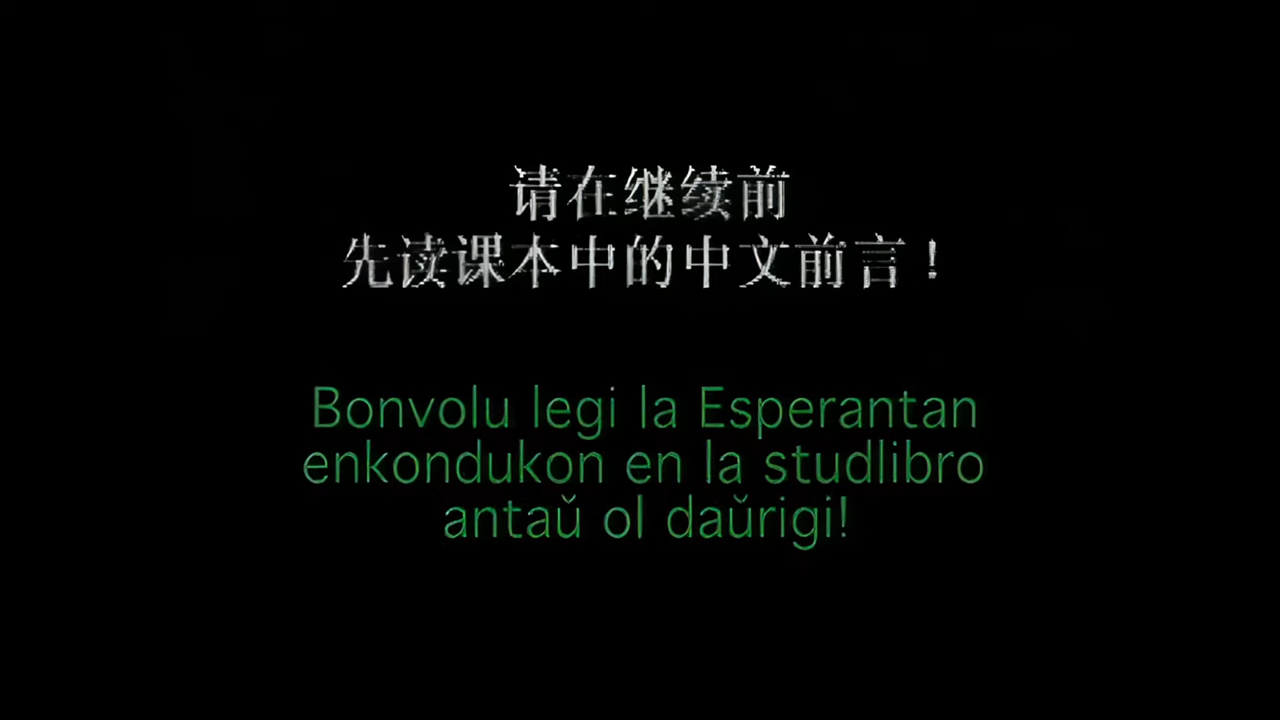 请在继续前
先读课本中的中文前言！
Bonvolu legi la Esperantan
enkondukon en la studlibro
antaŭ ol daŭrigi!